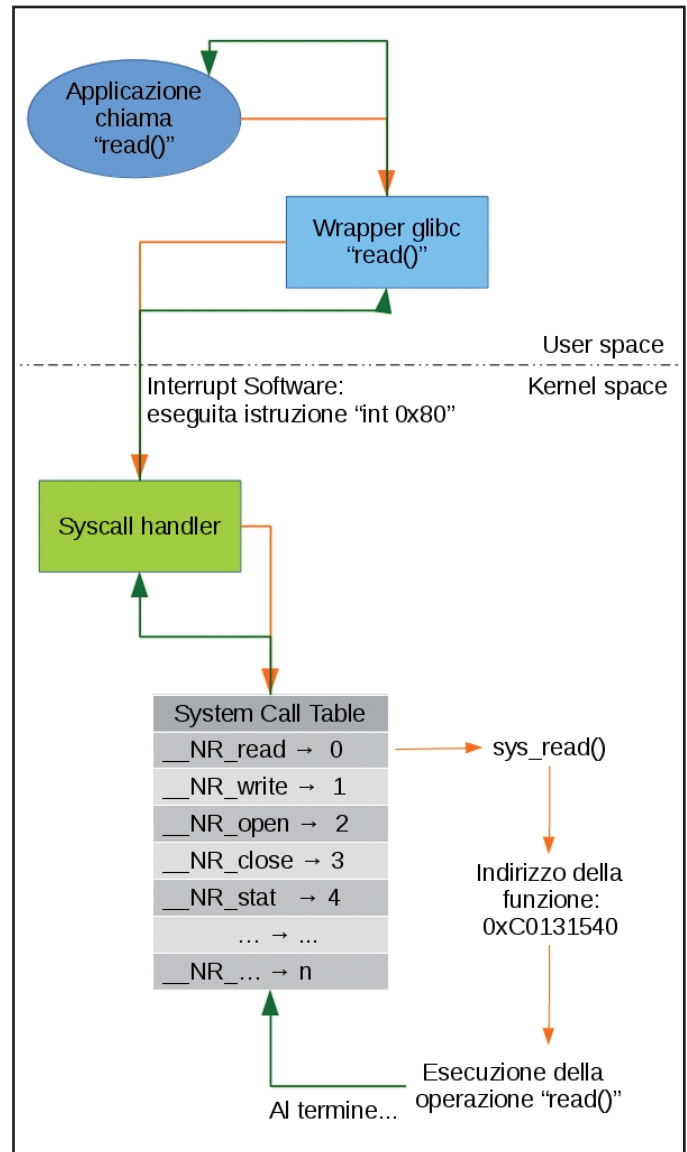 Applicazione
chiama
“read()”
Wrapper glibc
“read()”
User space
Kernel space
Interrupt Software:
eseguita istruzione “int 0x80”
Syscall handler
System Call Table
__NR_read → 0
__NR_write → 1
__NR_open → 2
__NR_close → 3
__NR_stat → 4
... → ...
__NR_... → n
sys_read()
Indirizzo della
funzione:
0xC0131540
Esecuzione della
operazione “read()”
Al termine...